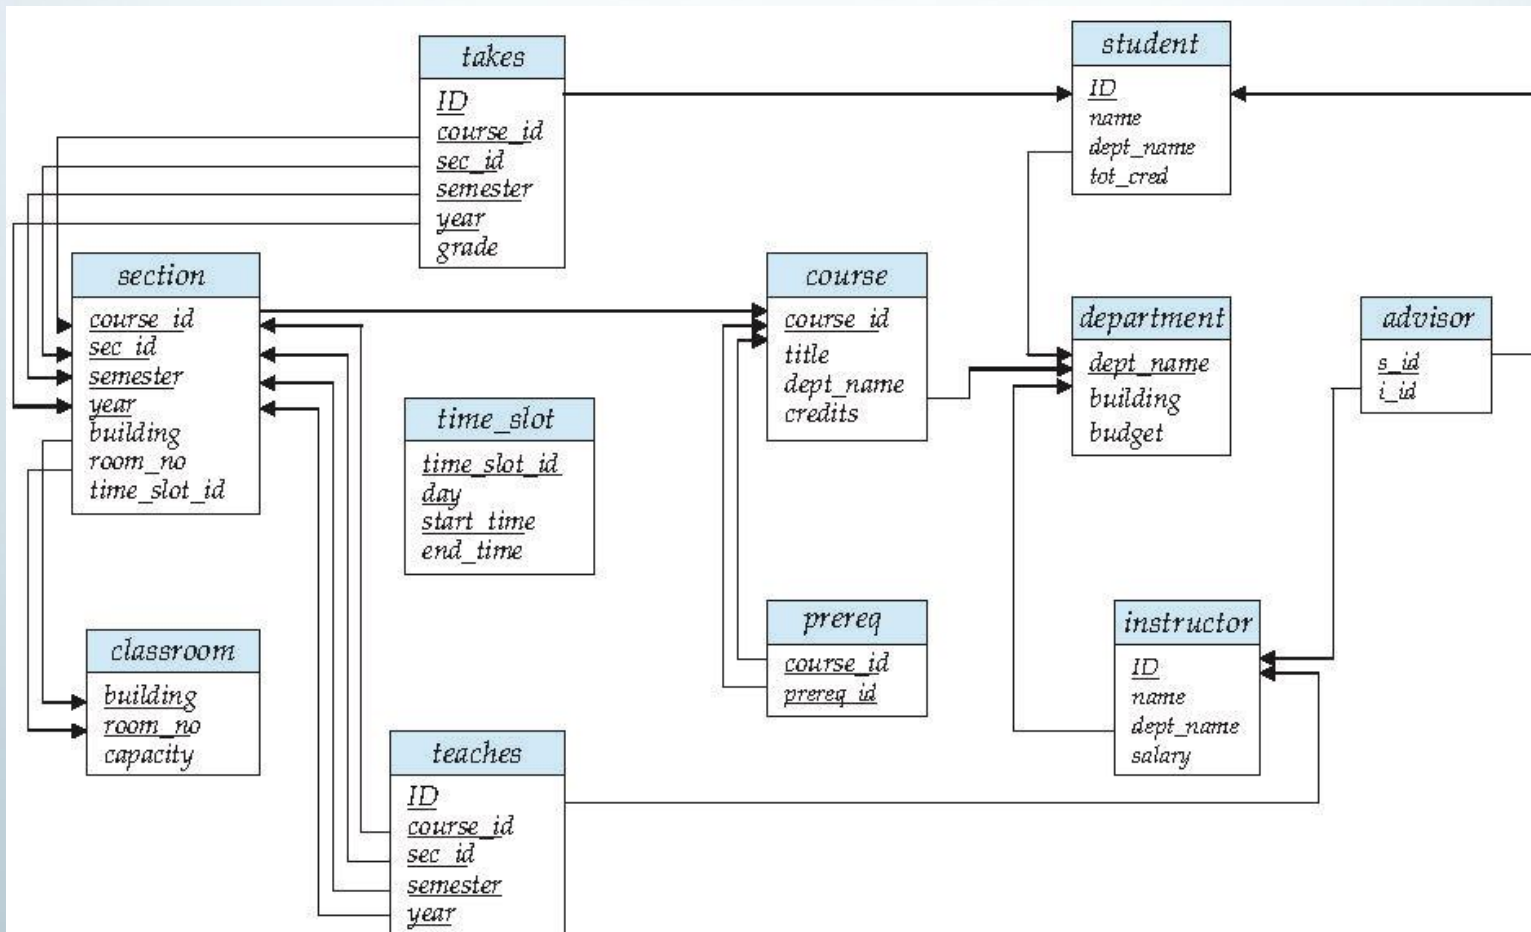 takes
ID
course_id
sec_id
semester
year
grade
student
ID
name
dept_name
tot_cred
section
course_id
sec_id
semester
year
building
room_no
time_slot_id
time_slot
time_slot_id
day
start_time
end_time
course
course_id
title
dept_name
credits
department
dept_name
building
budget
advisor
s_id
i_id
classroom
building
room_no
capacity
prereq
course_id
prereq_id
instructor
ID
name
dept_name
salary
teaches
ID
course_id
sec_id
semester
year